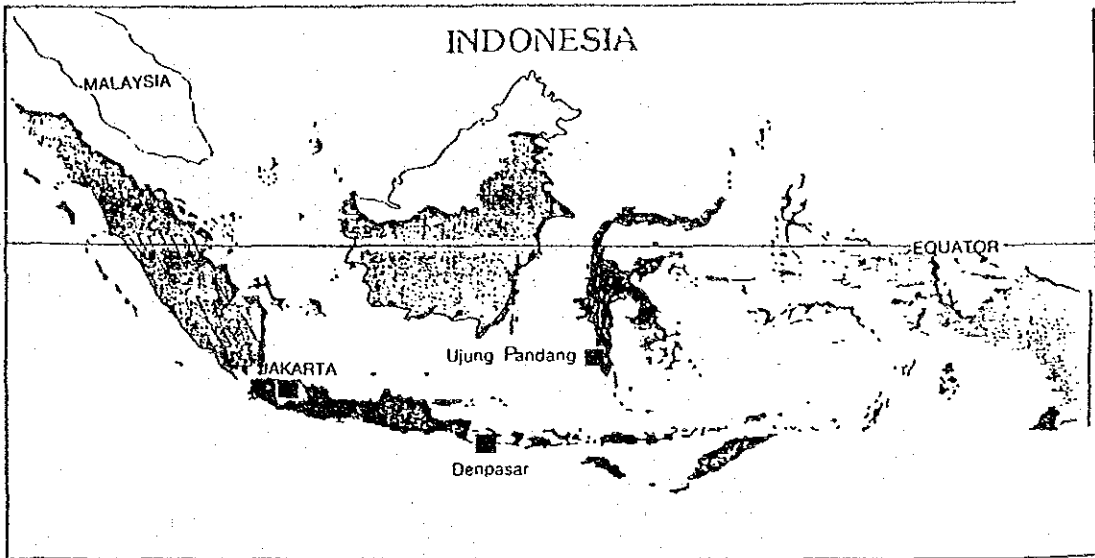 INDONESIA
MALAYSIA
EQUATOR
Ujung Pandang
JAKARTA
Denpasar